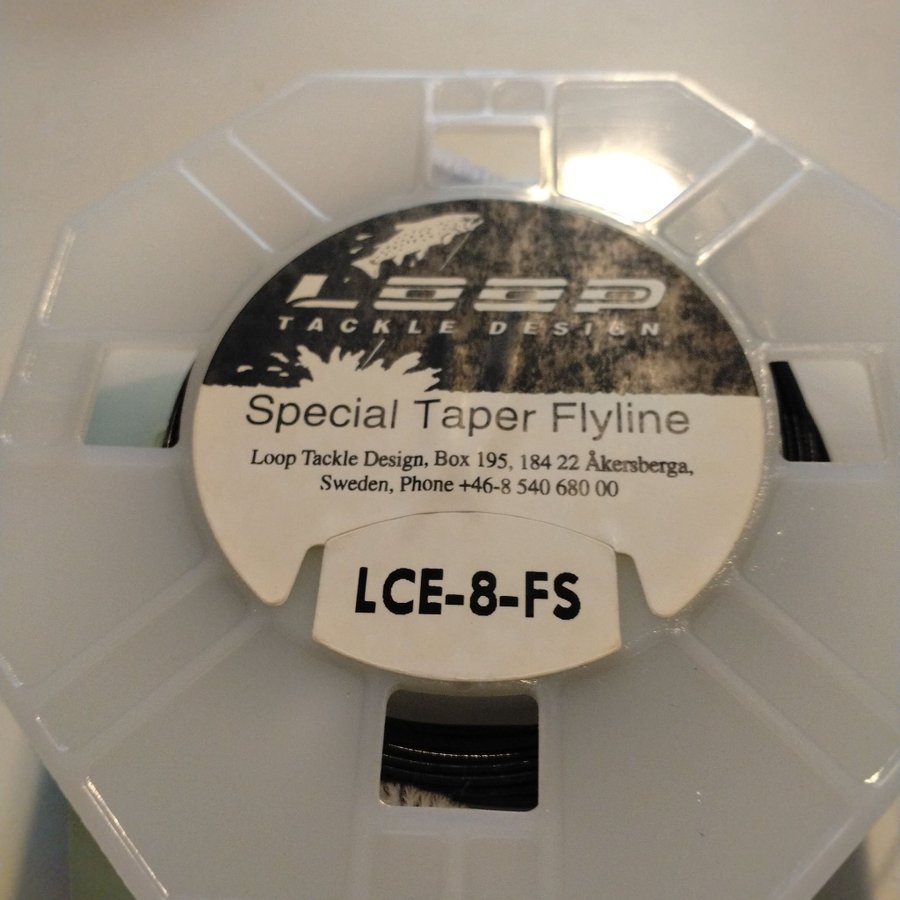 LOOP
TACKLE DESIGN
Special Taper Flyline
Loop Tackle Design, Box 195, 184 22 Åkersberga,
Sweden, Phone +46-8 540 680 00
LCE-8-FS